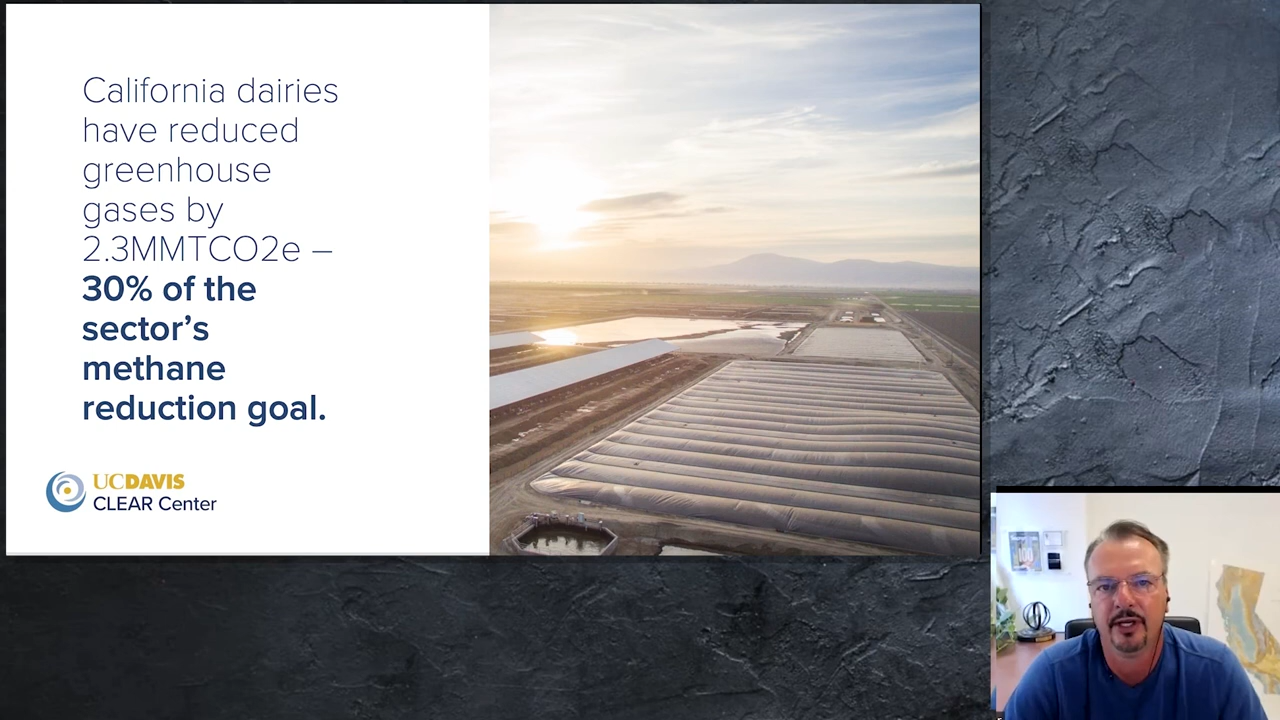 California dairies
have reduced
greenhouse
gases by
2.3MMTCO2e –
30% of the
sector’s
methane
reduction goal.
UCDAVIS
CLEAR Center